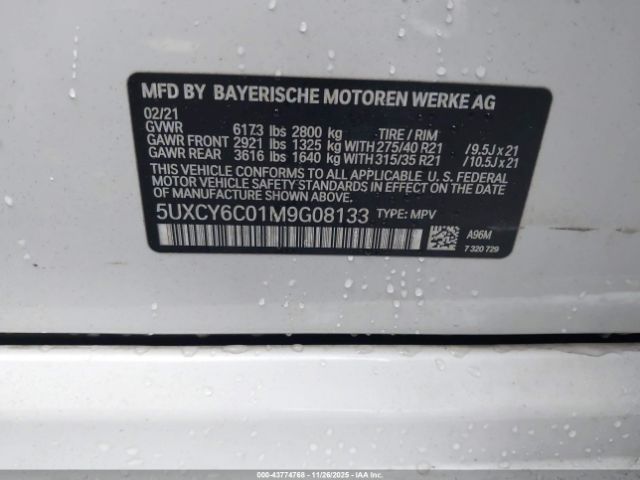 MFD BY BAYERISCHE MOTOREN WERKE AG
02/21
GVWR 6173 lbs 2800 kg TIRE / RIM
GAWR FRONT 2921 lbs 1325 kg WITH 275/40 R21 /9.5J x 21
GAWR REAR 3616 lbs 1640 kg WITH 315/35 R21 /10.5J x 21
THIS VEHICLE CONFORMS TO ALL APPLICABLE U. S. FEDERAL
MOTOR VEHICLE SAFETY STANDARDS IN EFFECT ON THE DATE
OF MANUFACTURE SHOWN ABOVE.
5UXCY6C01M9G08133 TYPE: MPV
A96M
7 320 729
000-43774768 - 11/26/2025 - IAA Inc.